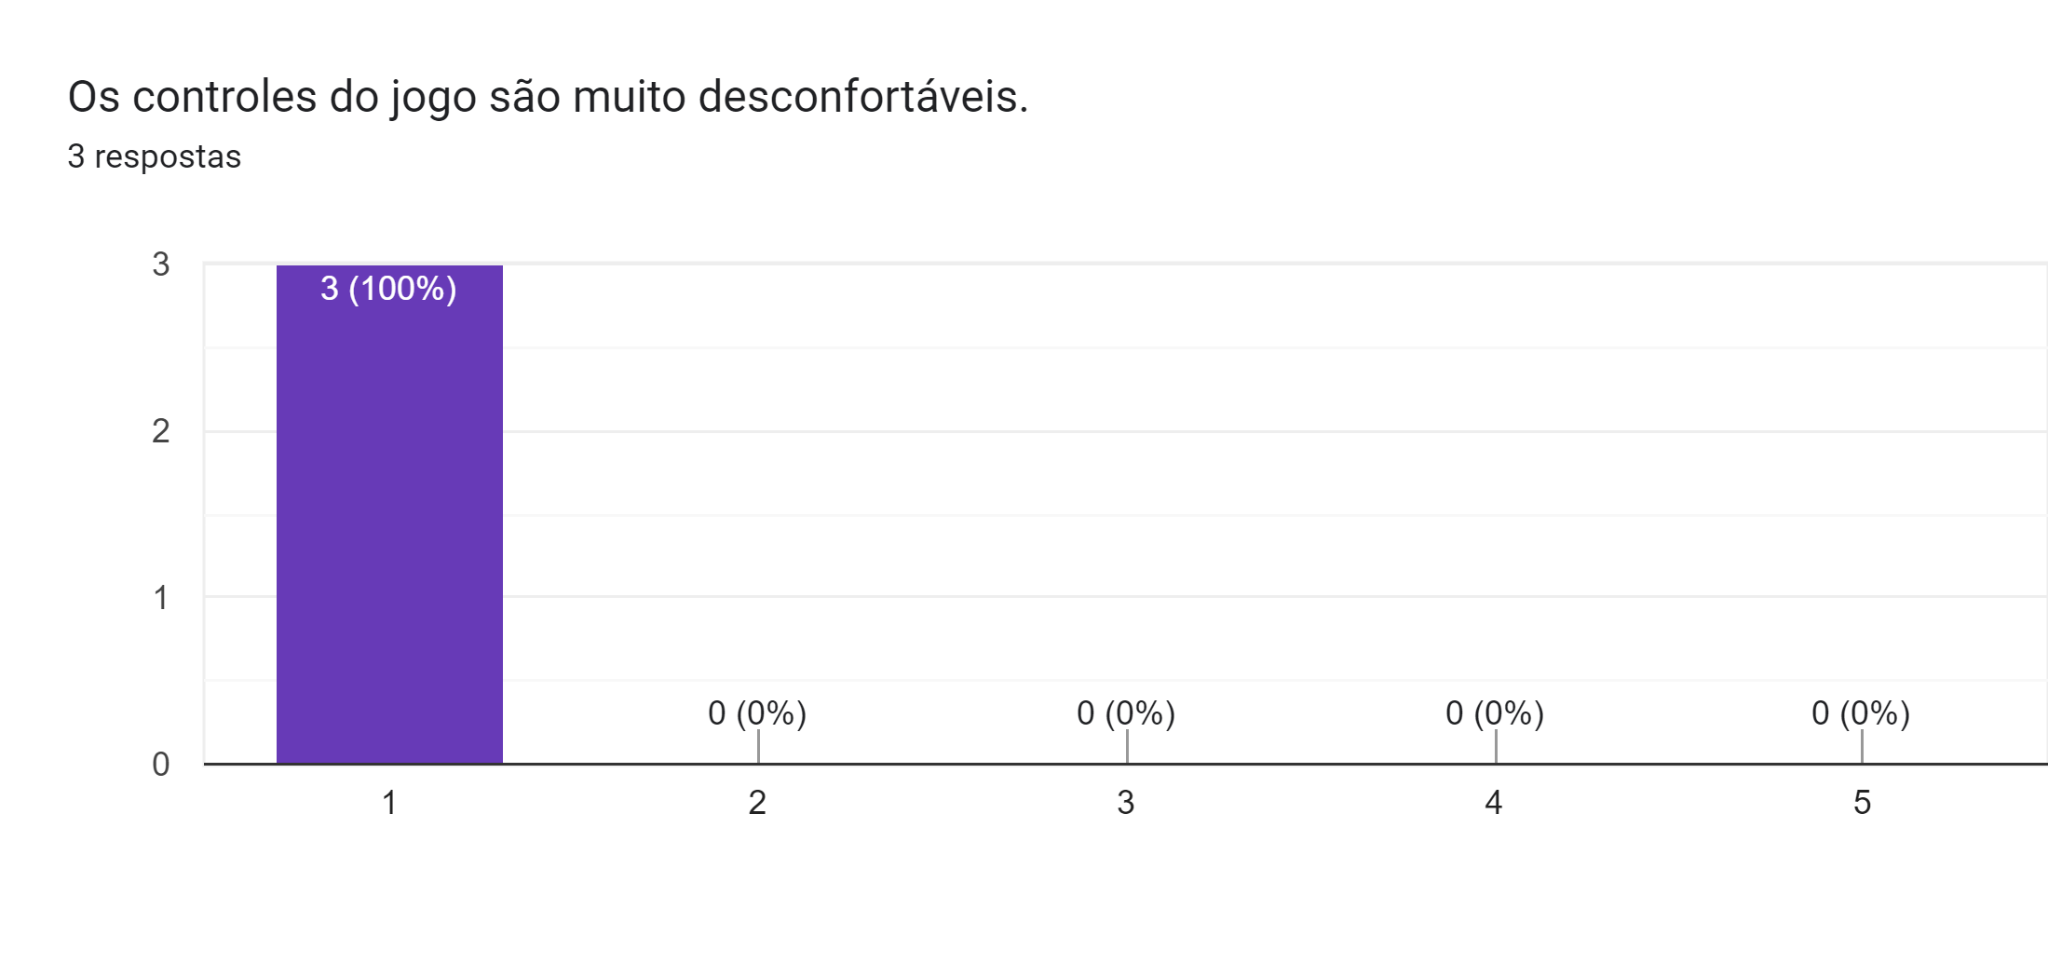 Os controles do jogo são muito desconfortáveis.
3 respostas
3
3 (100%)
2
1
0 (0%) 0 (0%) 0 (0%) 0 (0%)
0
1 2 3 4 5